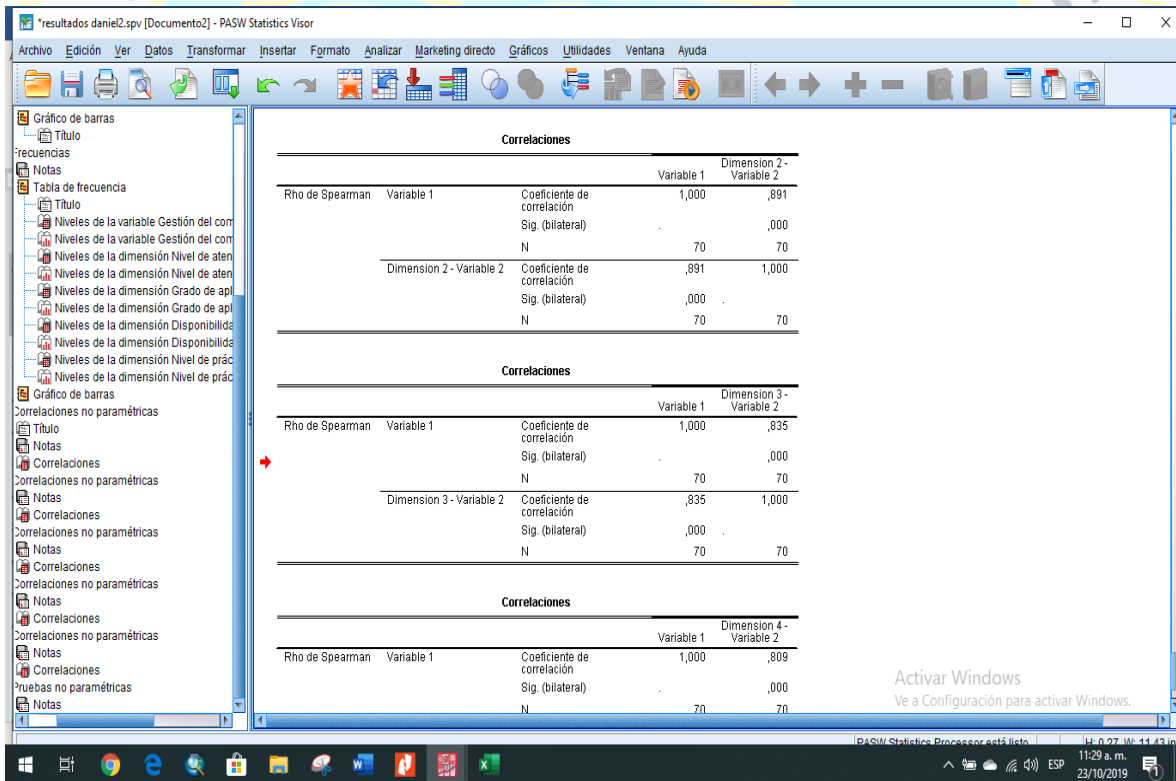 *resultados daniel2.spv [Documento2] - PASW Statistics Visor
Archivo Edición Ver Datos Transformar Insertar Formato Analizar Marketing directo Gráficos Utilidades Ventana Ayuda
Gráfico de barras
Título
Frecuencias
Notas
Tabla de frecuencia
Título
Niveles de la variable Gestión del com
Niveles de la variable Gestión del com
Niveles de la dimensión Nivel de aten
Niveles de la dimensión Nivel de aten
Niveles de la dimensión Grado de apl
Niveles de la dimensión Grado de apl
Niveles de la dimensión Disponibilida
Niveles de la dimensión Disponibilida
Niveles de la dimensión Nivel de prác
Niveles de la dimensión Nivel de prác
Gráfico de barras
Correlaciones no paramétricas
Título
Notas
Correlaciones
Correlaciones no paramétricas
Notas
Correlaciones
Correlaciones no paramétricas
Notas
Correlaciones
Correlaciones no paramétricas
Notas
Correlaciones
Correlaciones no paramétricas
Notas
Correlaciones
Pruebas no paramétricas
Notas
Correlaciones
Variable 1 Dimension 2 -
Variable 2
Rho de Spearman Variable 1 Coeficiente de
correlación 1,000 ,891
Sig. (bilateral) . ,000
N 70 70
Dimension 2 - Variable 2 Coeficiente de
correlación ,891 1,000
Sig. (bilateral) ,000 .
N 70 70
Correlaciones
Variable 1 Dimension 3 -
Variable 2
Rho de Spearman Variable 1 Coeficiente de
correlación 1,000 ,835
Sig. (bilateral) . ,000
N 70 70
Dimension 3 - Variable 2 Coeficiente de
correlación ,835 1,000
Sig. (bilateral) ,000 .
N 70 70
Correlaciones
Variable 1 Dimension 4 -
Variable 2
Rho de Spearman Variable 1 Coeficiente de
correlación 1,000 ,809
Sig. (bilateral) . ,000
N 70 70
Activar Windows
Ve a Configuración para activar Windows.
PASW Statistics Processor está listo H: 0.27, W: 11.43 in
ESP
11:29 a. m.
23/10/2019